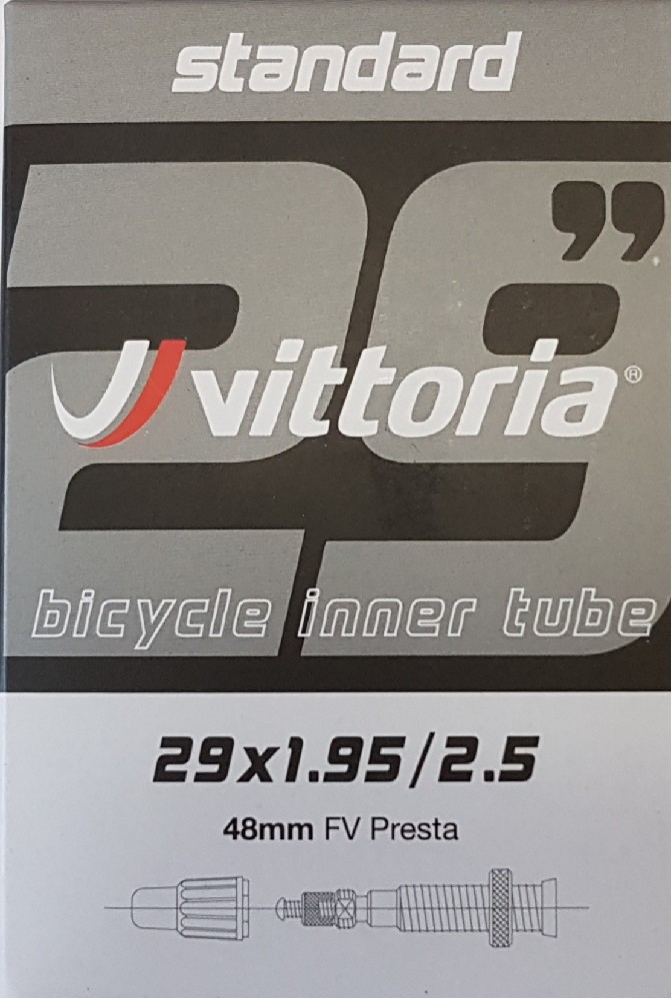 standard
29”
vittoria®
bicycle inner tube
29x1.95/2.5
48mm FV Presta